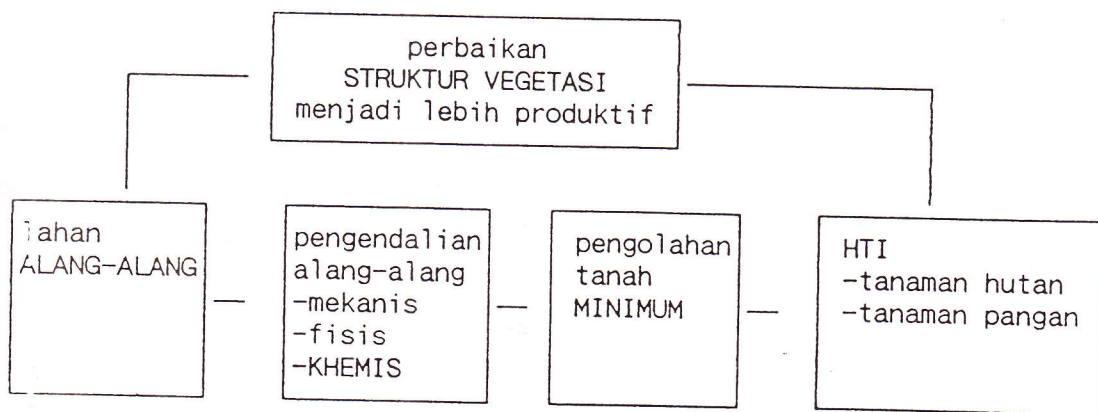 perbaikan
STRUKTUR VEGETASI
menjadi lebih produktif
lahan
ALANG-ALANG
pengendalian
alang-alang
-mekanis
-fisis
-KHEMIS
pengolahan
tanah
MINIMUM
HTI
-tanaman hutan
-tanaman pangan